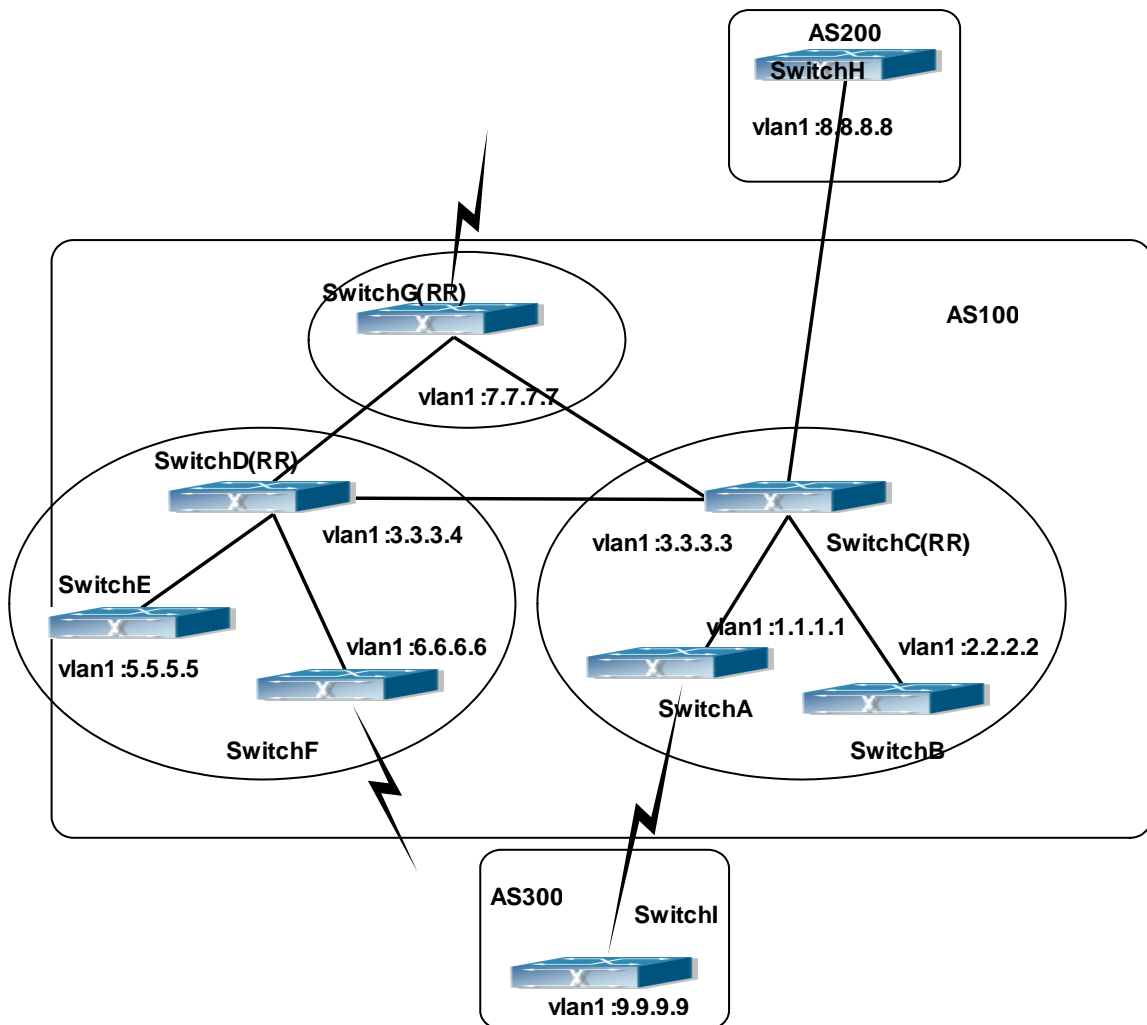 AS200
SwitchH
vlan1:8.8.8.8
SwitchG(RR)
AS100
vlan1:7.7.7.7
SwitchD(RR)
vlan1:3.3.3.4
vlan1:3.3.3.3
SwitchC(RR)
SwitchE
vlan1:1.1.1.1
vlan1:6.6.6.6
vlan1:2.2.2.2
vlan1:5.5.5.5
SwitchA
SwitchF
SwitchB
AS300
SwitchI
vlan1:9.9.9.9